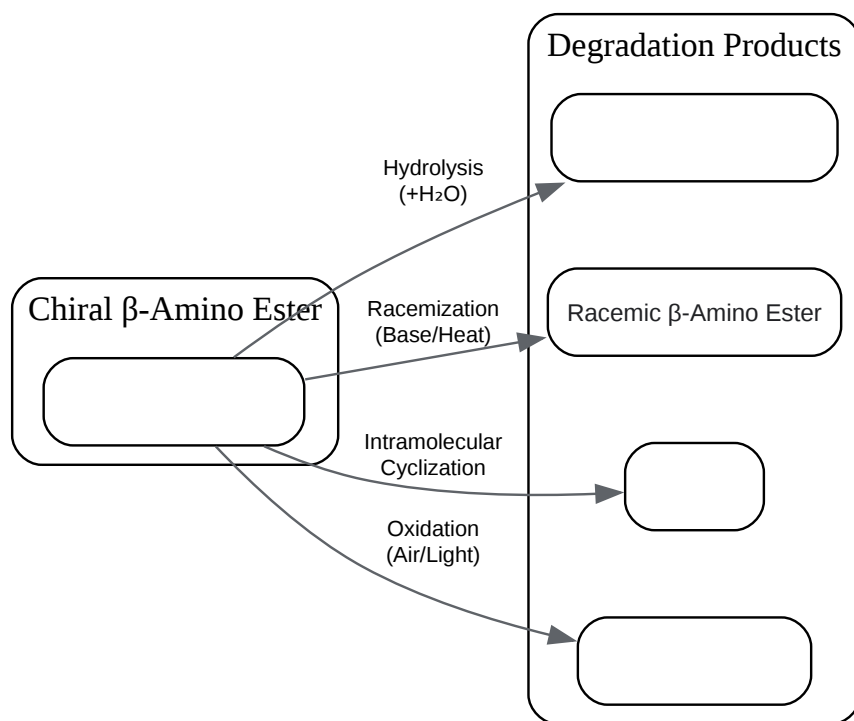 Degradation Products
Hydrolysis
(+H₂O)
Chiral β-Amino Ester
Racemization
(Base/Heat)
Racemic β-Amino Ester
Intramolecular
Cyclization
Oxidation
(Air/Light)